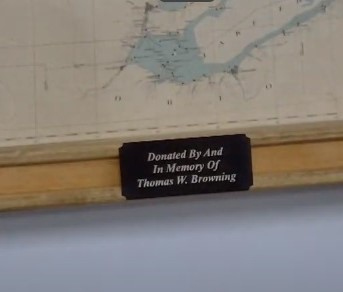 Donated By And
In Memory Of
Thomas W. Browning